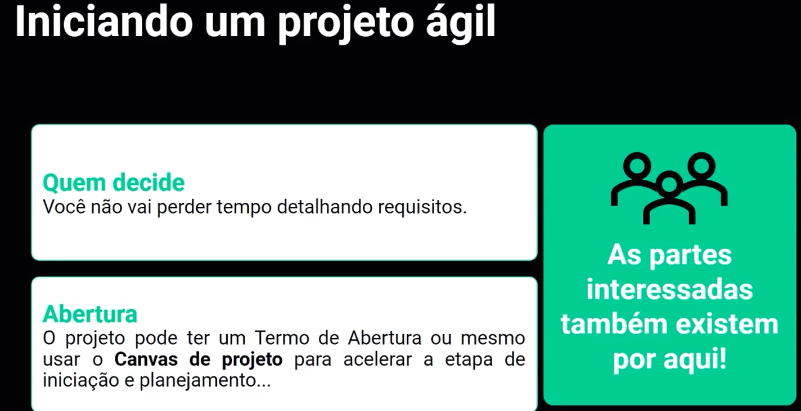 Iniciando um projeto ágil
Quem decide
Você não vai perder tempo detalhando requisitos.
Abertura
O projeto pode ter um Termo de Abertura ou mesmo
usar o Canvas de projeto para acelerar a etapa de
iniciação e planejamento...
As partes
interessadas
também existem
por aqui!